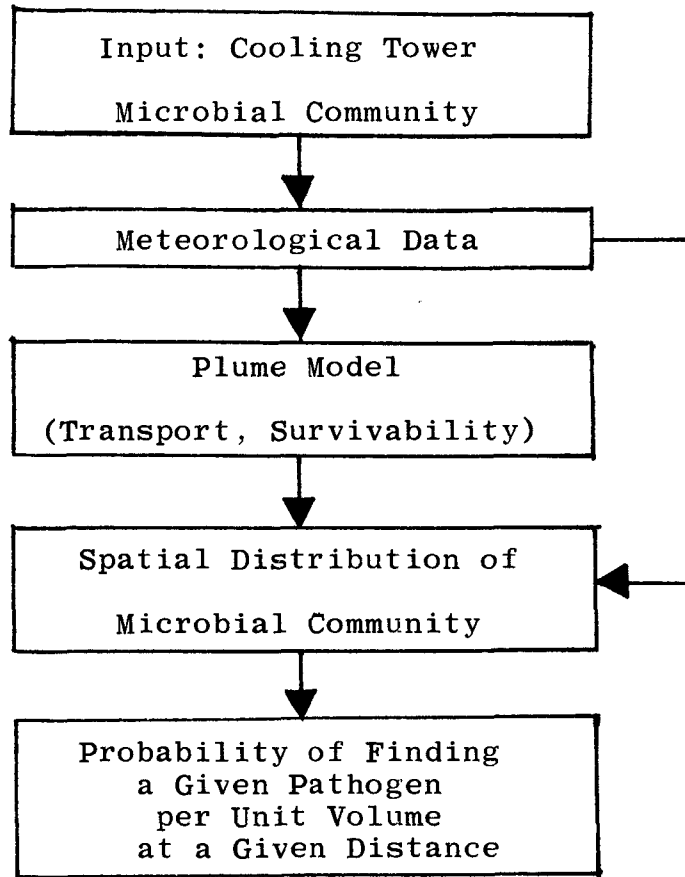 Input: Cooling Tower
Microbial Community
Meteorological Data
Plume Model
(Transport, Survivability)
Spatial Distribution of
Microbial Community
Probability of Finding
a Given Pathogen
per Unit Volume
at a Given Distance